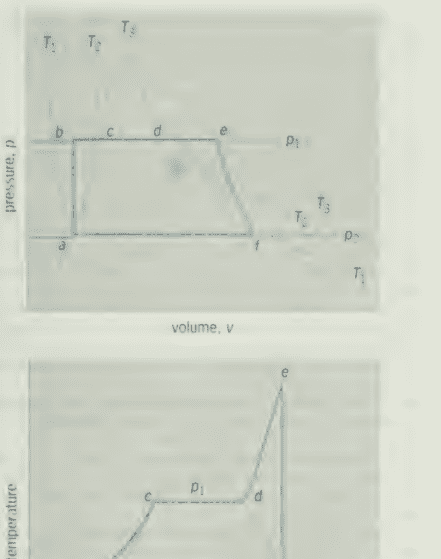 T1 T2 T3
b c d e p1
pressure, p
T2 T3
a f p2
T1
volume, v
e
c p1 d
temperature